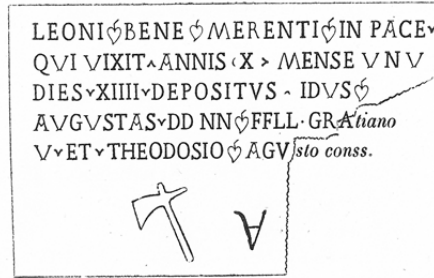 LEONI ❦ BENE ❦ MERENTI ❦ IN PACE ˅
QVI VIXIT ˄ ANNIS ‹X › MENSE VNV
DIES ˅ XIIII ˅ DEPOSITVS ˄ IDVS ❦
AVGVSTAS ˅ DD NN ❦ FFLL · GRAtiano
V ˅ ET ˅ THEODOSIO ❦ AGVsto conss.
∀